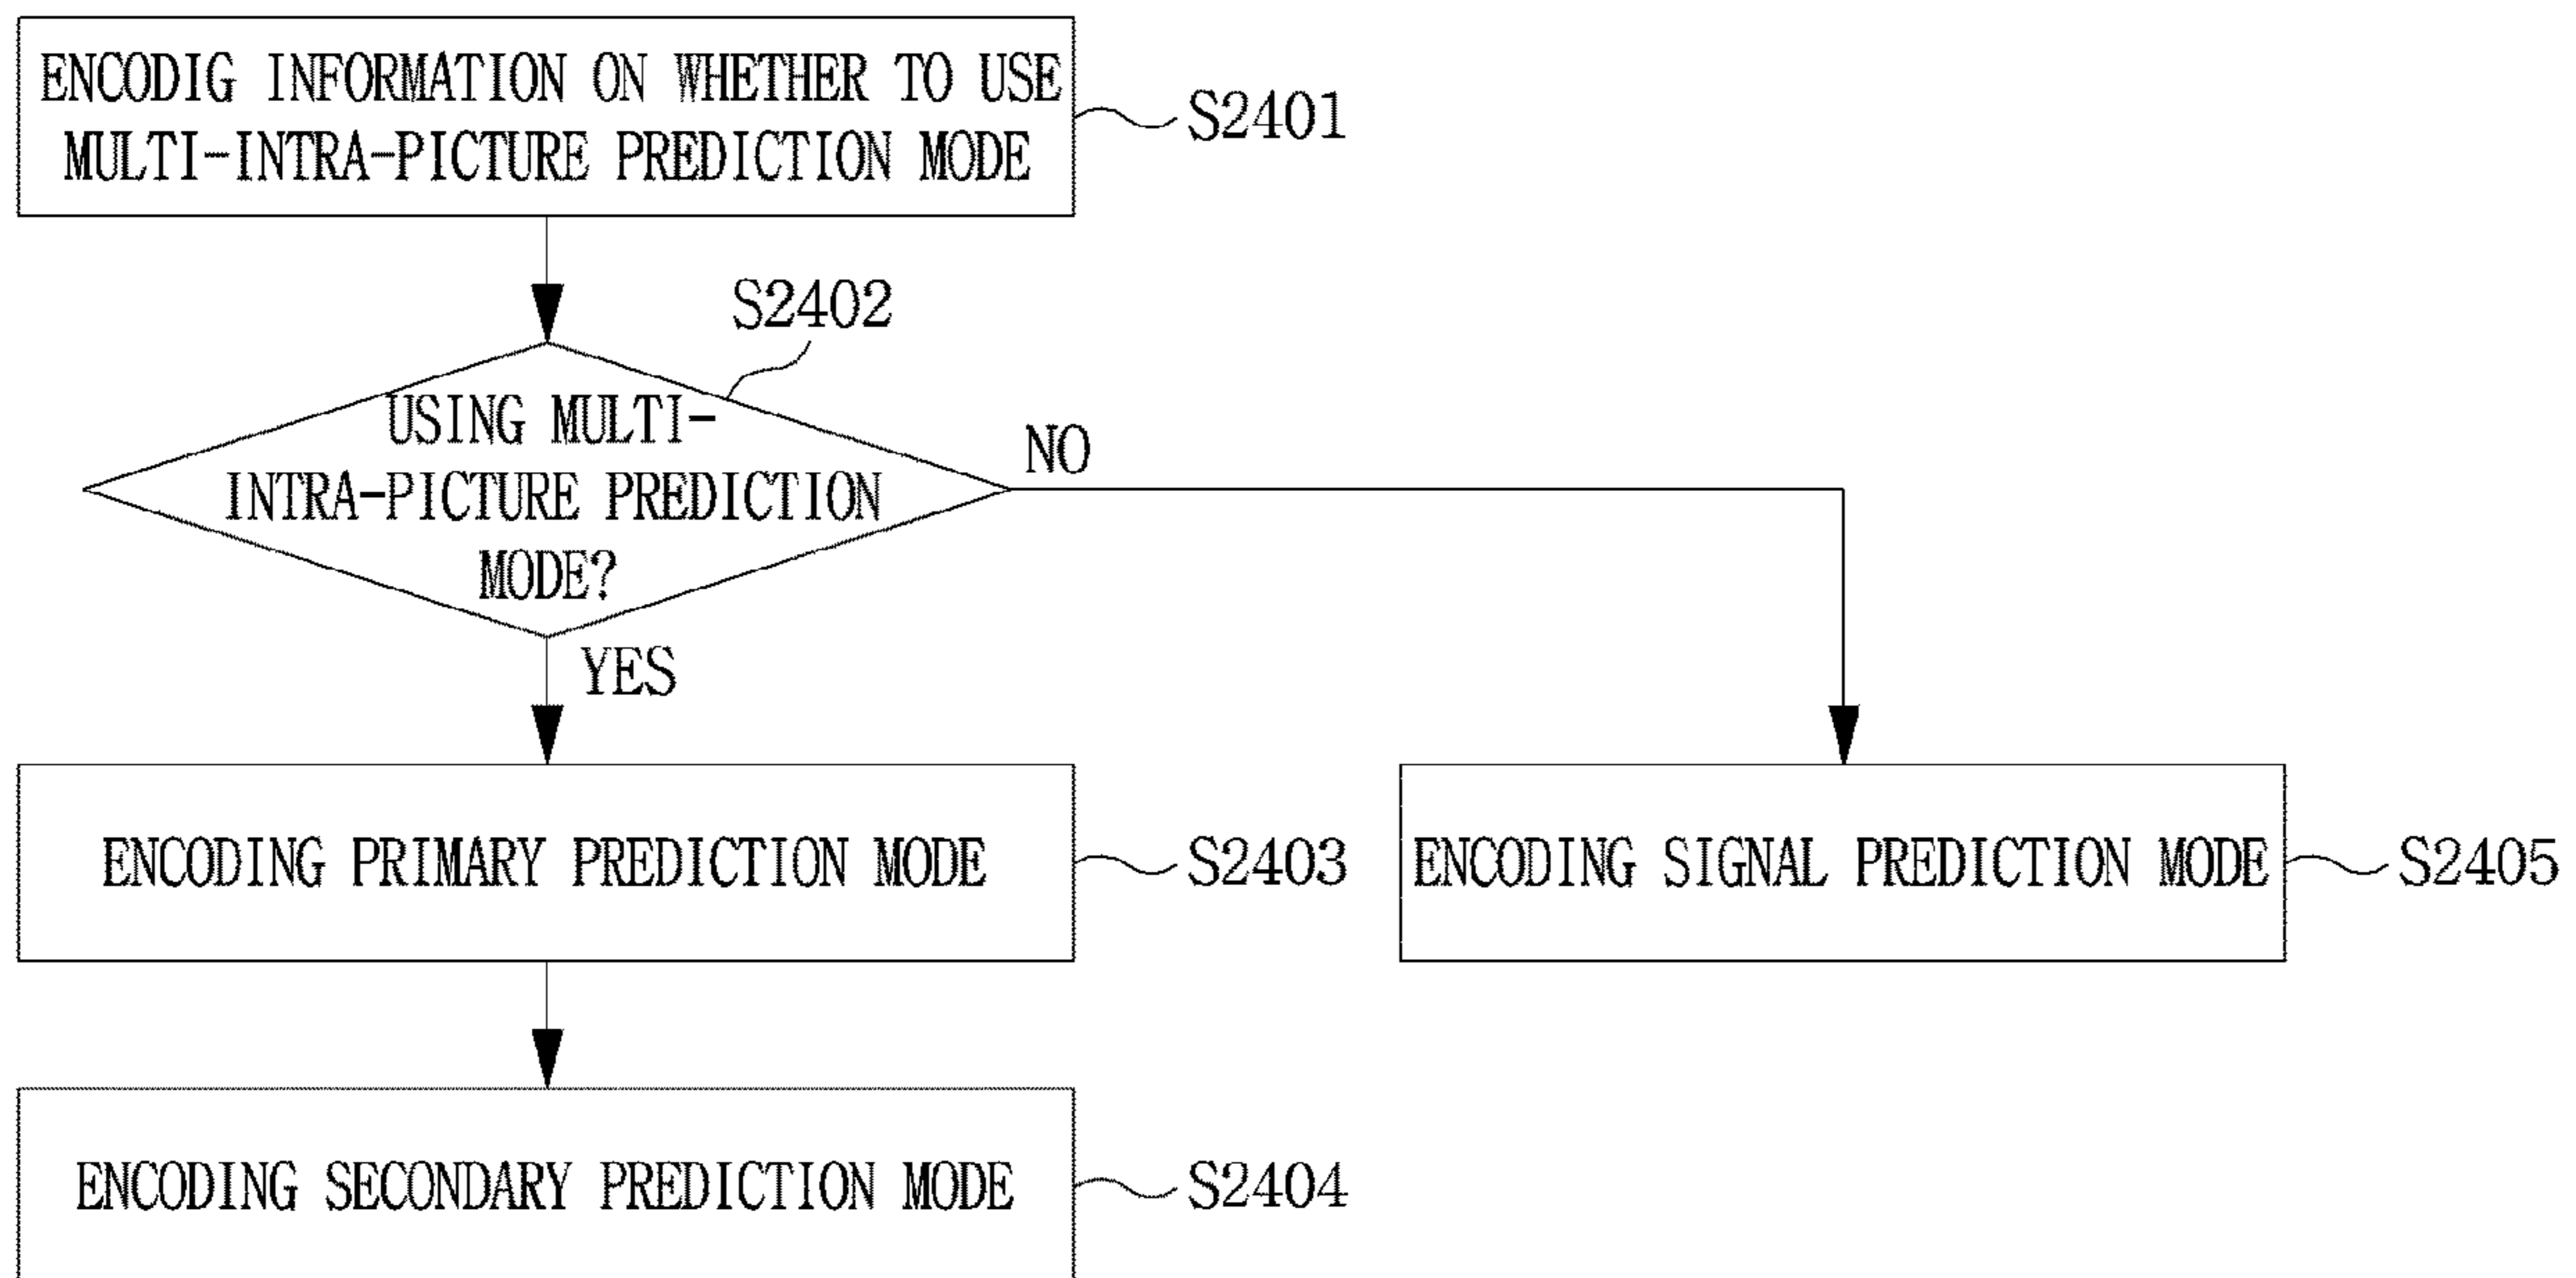 ENCODIG INFORMATION ON WHETHER TO USE
MULTI-INTRA-PICTURE PREDICTION MODE
S2401
S2402
USING MULTI-
INTRA-PICTURE PREDICTION
MODE?
NO
YES
ENCODING PRIMARY PREDICTION MODE
S2403
ENCODING SIGNAL PREDICTION MODE
S2405
ENCODING SECONDARY PREDICTION MODE
S2404